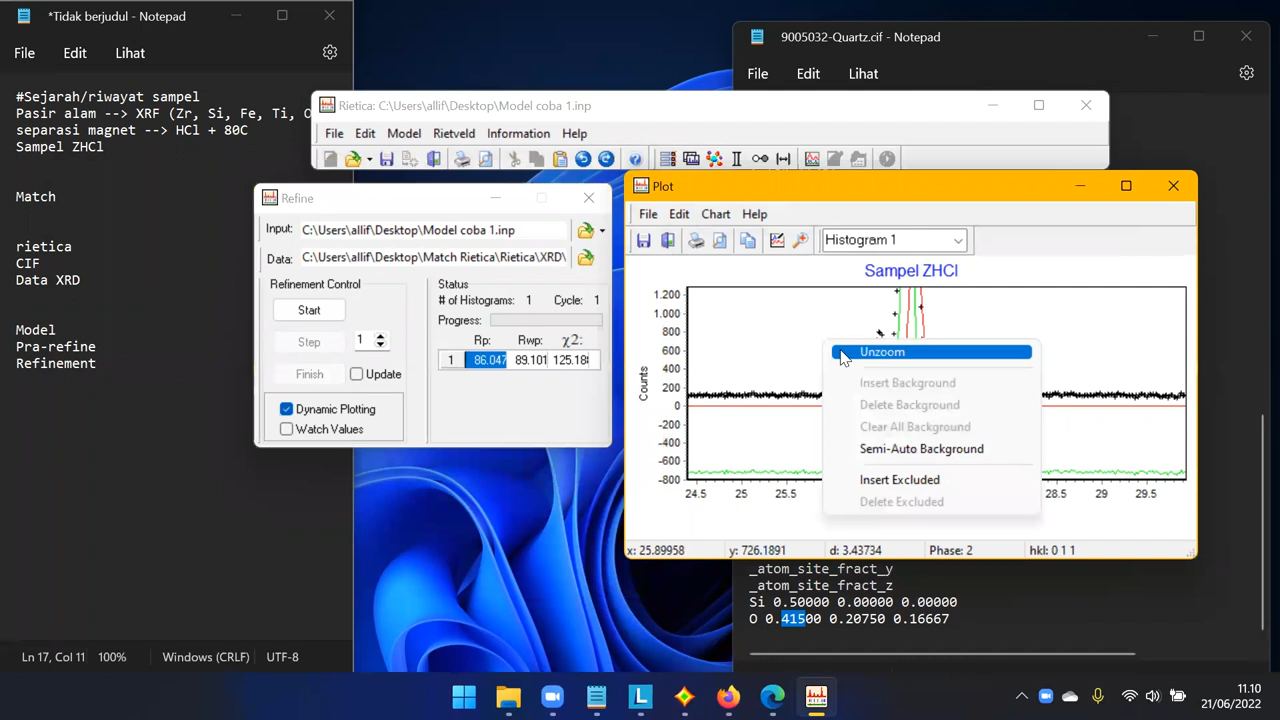 *Tidak berjudul - Notepad
File Edit Lihat
#Sejarah/riwayat sampel
Pasir alam --> XRF (Zr, Si, Fe, Ti, O
separasi magnet --> HCl + 80C
Sampel ZHCl
Match
rietica
CIF
Data XRD
Model
Pra-refine
Refinement
Ln 17, Col 11 100% Windows (CRLF) UTF-8
9005032-Quartz.cif - Notepad
File Edit Lihat
Rietica: C:\Users\allif\Desktop\Model coba 1.inp
File Edit Model Rietveld Information Help
Refine
Input: C:\Users\allif\Desktop\Model coba 1.inp
Data: C:\Users\allif\Desktop\Match Rietica\Rietica\XRD\
Refinement Control
Start
Step 1
Finish Update
Dynamic Plotting
Watch Values
Status
# of Histograms: 1 Cycle: 1
Progress:
Rp: Rwp: χ2:
1 86.047 89.101 125.18
Plot
File Edit Chart Help
Histogram 1
Sampel ZHCl
Counts
1.200
1.000
800
600
400
200
0
-200
-400
-600
-800
24.5 25 25.5 28.5 29 29.5
Unzoom
Insert Background
Delete Background
Clear All Background
Semi-Auto Background
Insert Excluded
Delete Excluded
x: 25.89958 y: 726.1891 d: 3.43734 Phase: 2 hkl: 0 1 1
_atom_site_fract_y
_atom_site_fract_z
Si 0.50000 0.00000 0.00000
O 0.41500 0.20750 0.16667
11.10
21/06/2022